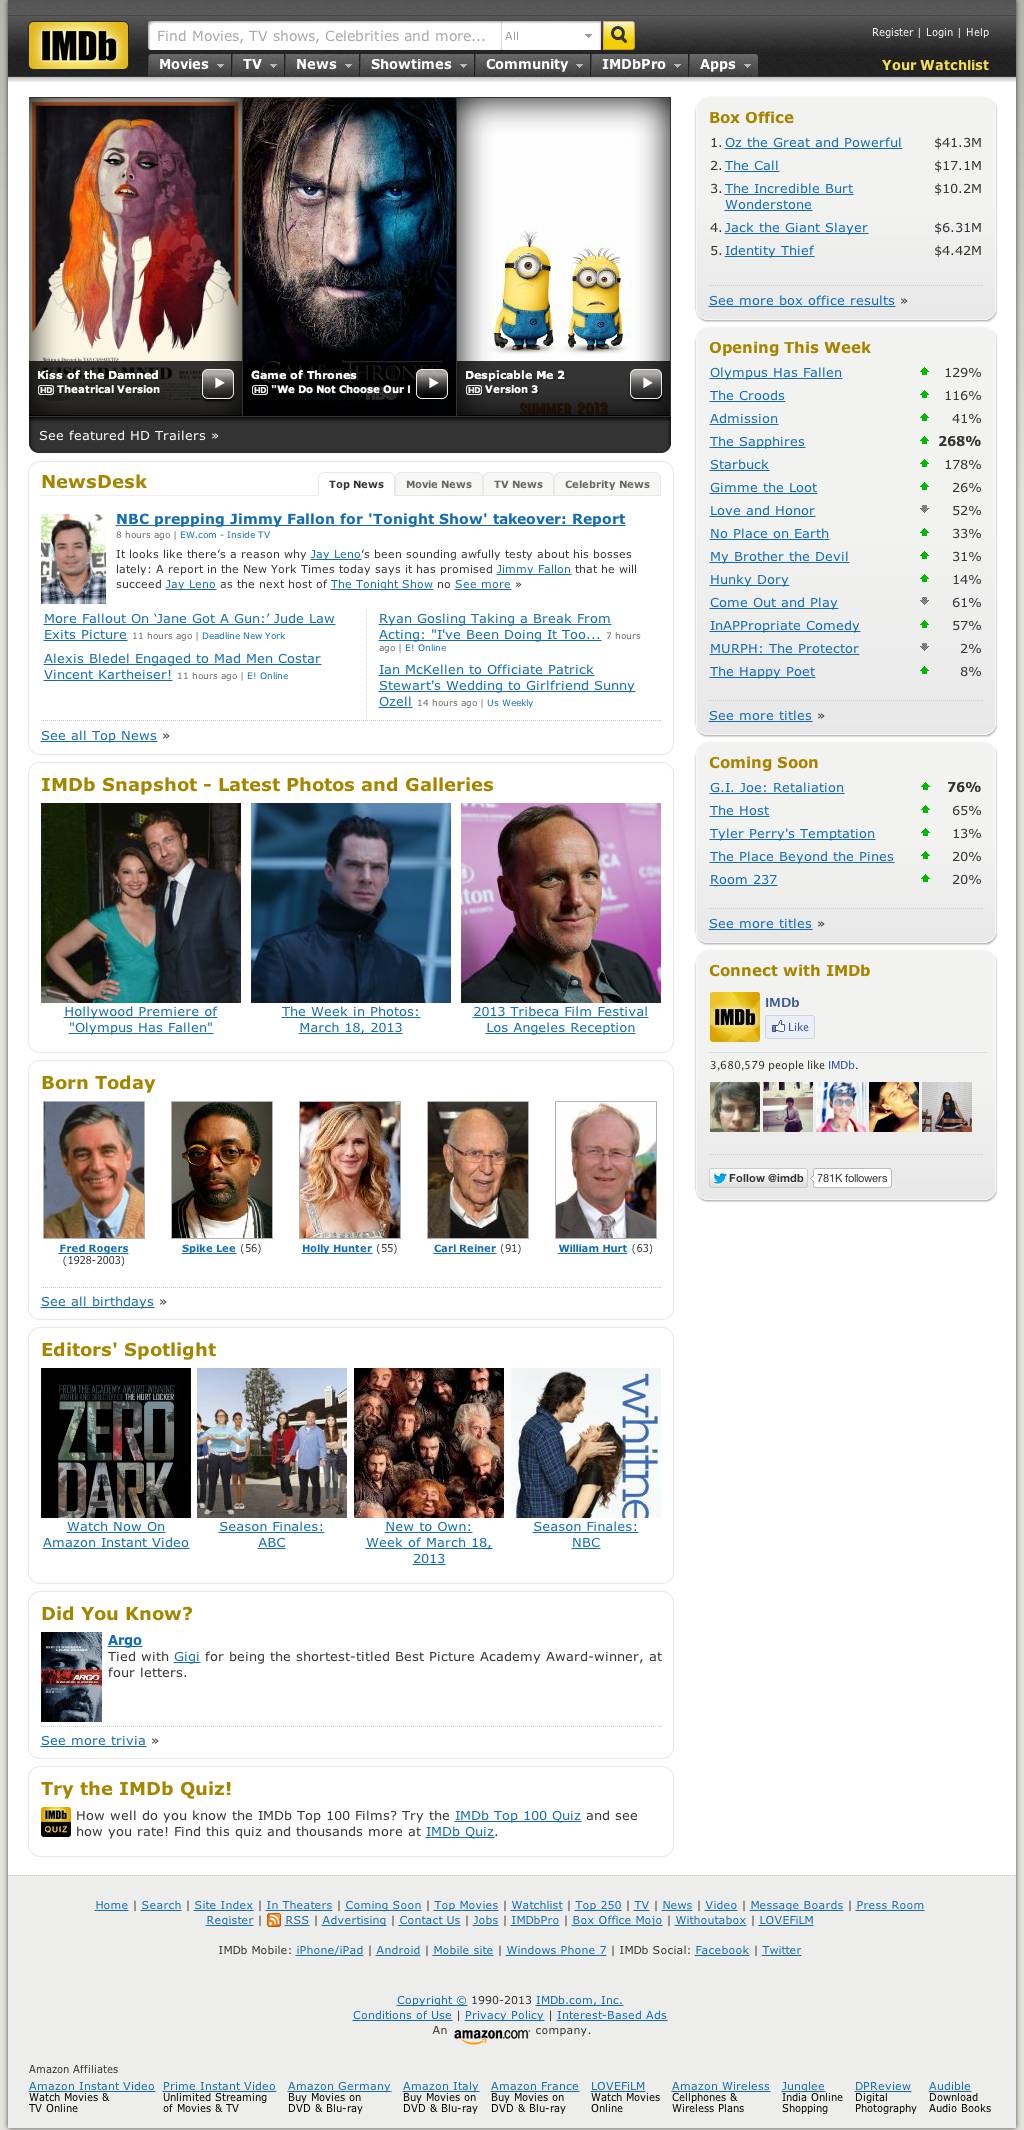 IMDb
Find Movies, TV shows, Celebrities and more...
All
Register | Login | Help
Movies
TV
News
Showtimes
Community
IMDbPro
Apps
Your Watchlist
Kiss of the Damned
HD Theatrical Version
Game of Thrones
HD "We Do Not Choose Our I
Despicable Me 2
HD Version 3
SUMMER 2013
See featured HD Trailers »
Box Office
1. Oz the Great and Powerful $41.3M
2. The Call $17.1M
3. The Incredible Burt
Wonderstone $10.2M
4. Jack the Giant Slayer $6.31M
5. Identity Thief $4.42M
See more box office results »
Opening This Week
Olympus Has Fallen 129%
The Croods 116%
Admission 41%
The Sapphires 268%
Starbuck 178%
Gimme the Loot 26%
Love and Honor 52%
No Place on Earth 33%
My Brother the Devil 31%
Hunky Dory 14%
Come Out and Play 61%
InAPPropriate Comedy 57%
MURPH: The Protector 2%
The Happy Poet 8%
See more titles »
Coming Soon
G.I. Joe: Retaliation 76%
The Host 65%
Tyler Perry's Temptation 13%
The Place Beyond the Pines 20%
Room 237 20%
See more titles »
Connect with IMDb
IMDb
IMDb
Like
3,680,579 people like IMDb.
Follow @imdb
781K followers
NewsDesk
Top News
Movie News
TV News
Celebrity News
NBC prepping Jimmy Fallon for 'Tonight Show' takeover: Report
8 hours ago | EW.com - Inside TV
It looks like there’s a reason why Jay Leno’s been sounding awfully testy about his bosses
lately: A report in the New York Times today says it has promised Jimmy Fallon that he will
succeed Jay Leno as the next host of The Tonight Show no See more »
More Fallout On ‘Jane Got A Gun:’ Jude Law
Exits Picture 11 hours ago | Deadline New York
Alexis Bledel Engaged to Mad Men Costar
Vincent Kartheiser! 11 hours ago | E! Online
Ryan Gosling Taking a Break From
Acting: "I've Been Doing It Too... 7 hours
ago | E! Online
Ian McKellen to Officiate Patrick
Stewart's Wedding to Girlfriend Sunny
Ozell 14 hours ago | Us Weekly
See all Top News »
IMDb Snapshot - Latest Photos and Galleries
Hollywood Premiere of
"Olympus Has Fallen"
The Week in Photos:
March 18, 2013
2013 Tribeca Film Festival
Los Angeles Reception
Born Today
Fred Rogers
(1928-2003)
Spike Lee (56)
Holly Hunter (55)
Carl Reiner (91)
William Hurt (63)
See all birthdays »
Editors' Spotlight
FROM THE ACADEMY AWARD-WINNING
WRITER AND DIRECTOR OF THE HURT LOCKER
ZERO
DARK
whitne
Watch Now On
Amazon Instant Video
Season Finales:
ABC
New to Own:
Week of March 18,
2013
Season Finales:
NBC
Did You Know?
ARGO
Argo
Tied with Gigi for being the shortest-titled Best Picture Academy Award-winner, at
four letters.
See more trivia »
Try the IMDb Quiz!
IMDb
QUIZ
How well do you know the IMDb Top 100 Films? Try the IMDb Top 100 Quiz and see
how you rate! Find this quiz and thousands more at IMDb Quiz.
Home | Search | Site Index | In Theaters | Coming Soon | Top Movies | Watchlist | Top 250 | TV | News | Video | Message Boards | Press Room
Register | RSS | Advertising | Contact Us | Jobs | IMDbPro | Box Office Mojo | Withoutabox | LOVEFiLM
IMDb Mobile: iPhone/iPad | Android | Mobile site | Windows Phone 7 | IMDb Social: Facebook | Twitter
Copyright © 1990-2013 IMDb.com, Inc.
Conditions of Use | Privacy Policy | Interest-Based Ads
An amazon.com company.
Amazon Affiliates
Amazon Instant Video
Watch Movies &
TV Online
Prime Instant Video
Unlimited Streaming
of Movies & TV
Amazon Germany
Buy Movies on
DVD & Blu-ray
Amazon Italy
Buy Movies on
DVD & Blu-ray
Amazon France
Buy Movies on
DVD & Blu-ray
LOVEFiLM
Watch Movies
Online
Amazon Wireless
Cellphones &
Wireless Plans
Junglee
India Online
Shopping
DPReview
Digital
Photography
Audible
Download
Audio Books